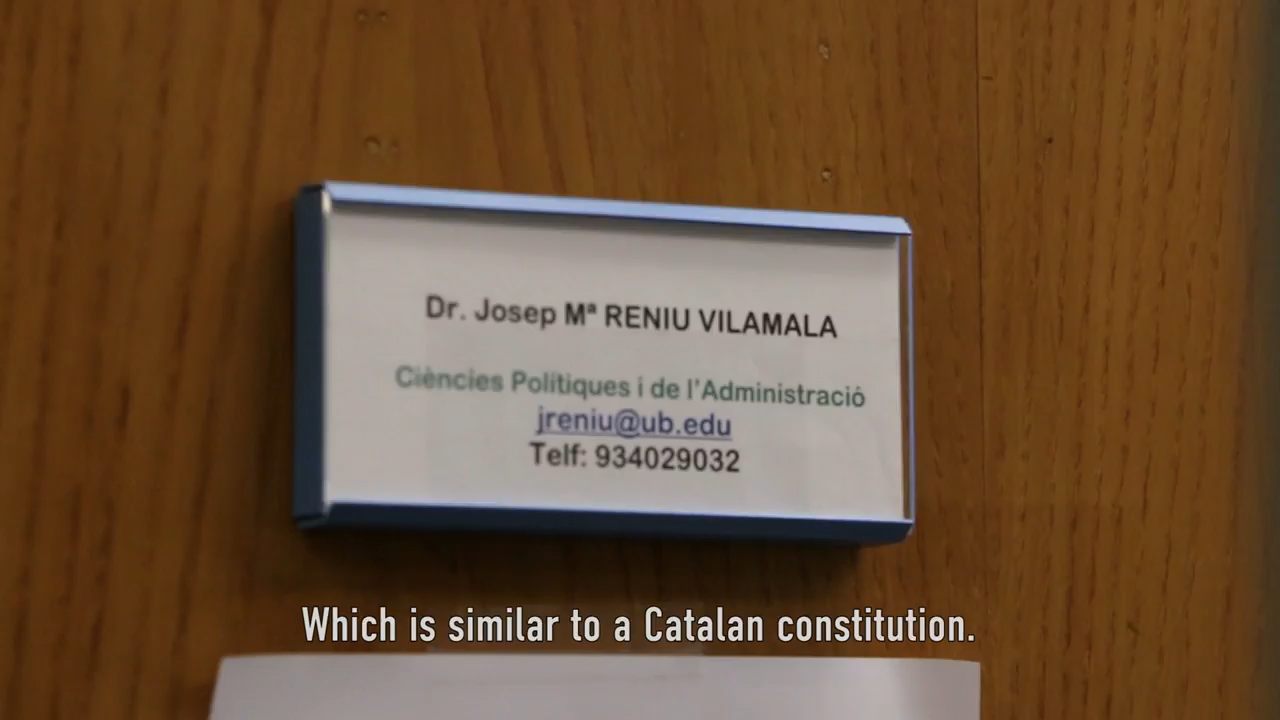 Dr. Josep Mª RENIU VILAMALA
Ciències Polítiques i de l'Administració
jreniu@ub.edu
Telf: 934029032
Which is similar to a Catalan constitution.